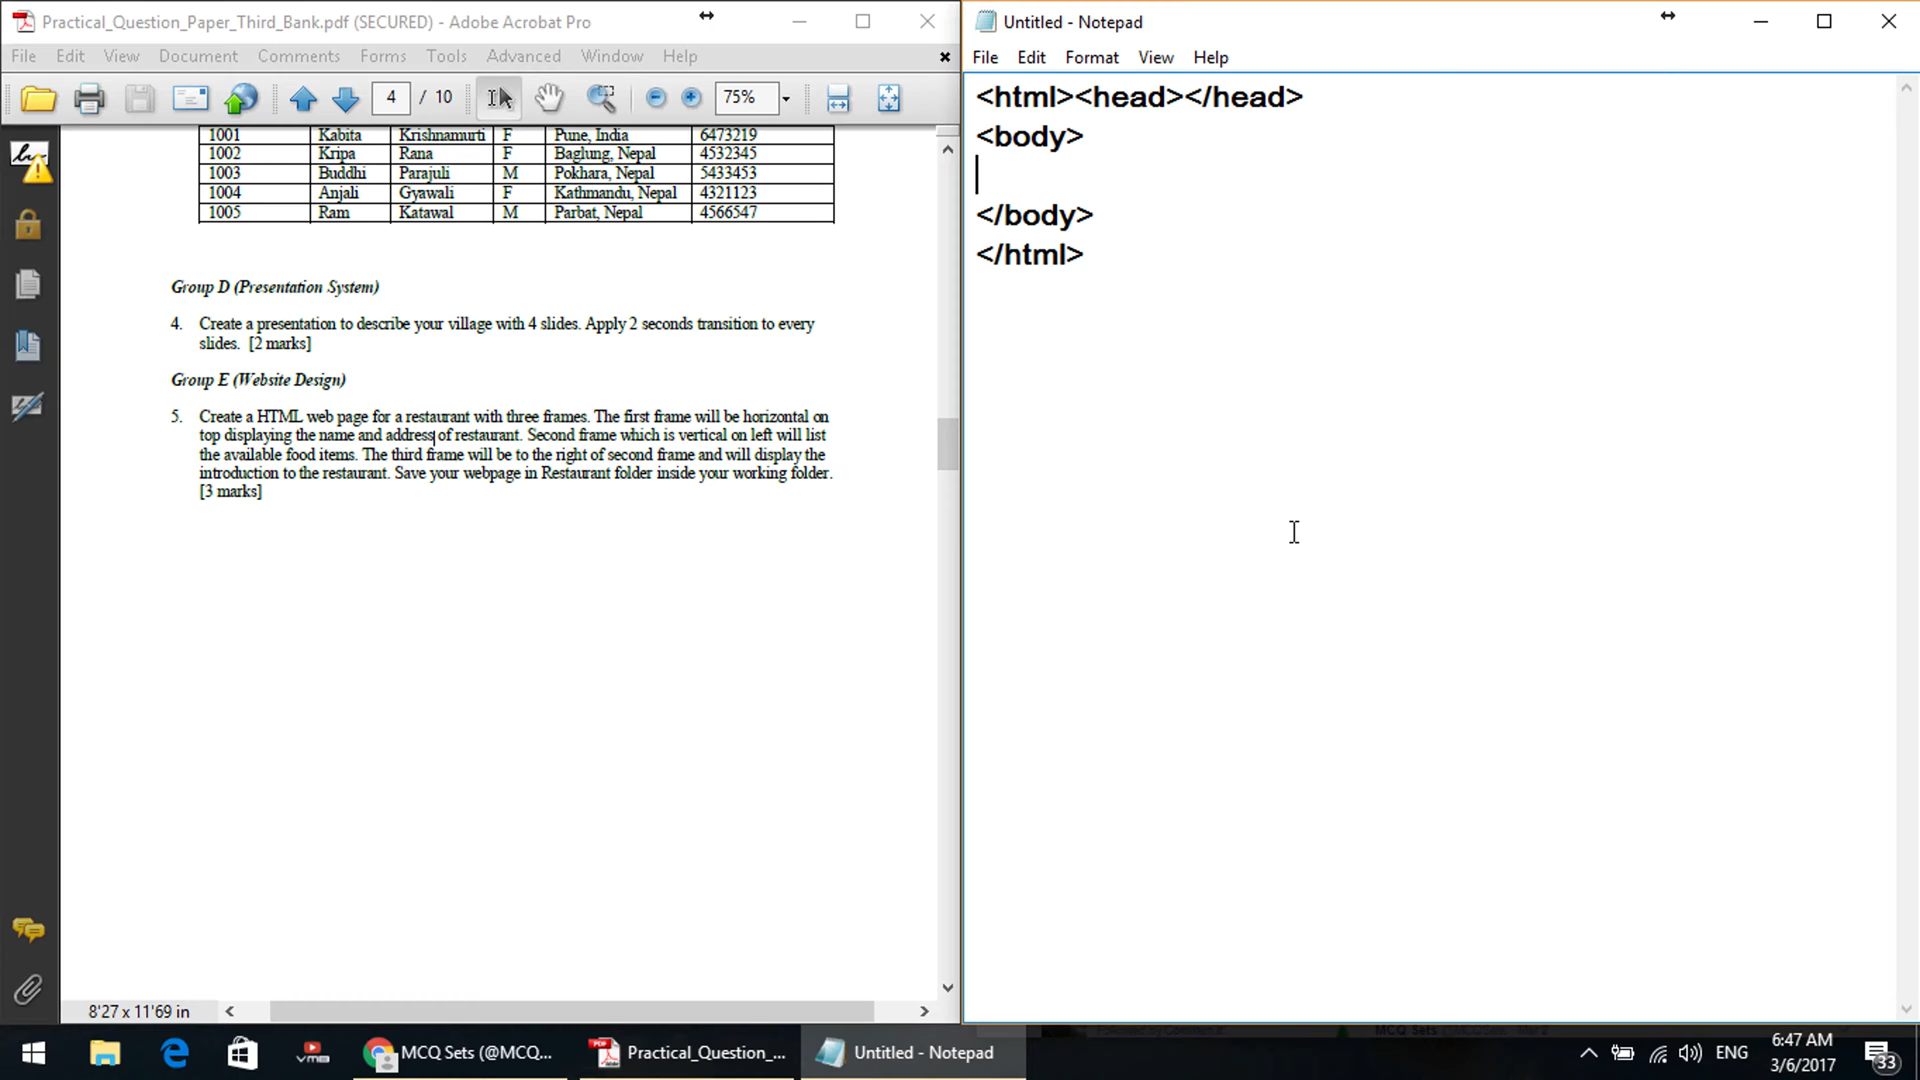 Practical_Question_Paper_Third_Bank.pdf (SECURED) - Adobe Acrobat Pro
File Edit View Document Comments Forms Tools Advanced Window Help
4 / 10 75%
1001 Kabita Krishnamurti F Pune, India 6473219
1002 Kripa Rana F Baglung, Nepal 4532345
1003 Buddhi Parajuli M Pokhara, Nepal 5433453
1004 Anjali Gyawali F Kathmandu, Nepal 4321123
1005 Ram Katawal M Parbat, Nepal 4566547
Group D (Presentation System)
4. Create a presentation to describe your village with 4 slides. Apply 2 seconds transition to every
slides. [2 marks]
Group E (Website Design)
5. Create a HTML web page for a restaurant with three frames. The first frame will be horizontal on
top displaying the name and address of restaurant. Second frame which is vertical on left will list
the available food items. The third frame will be to the right of second frame and will display the
introduction to the restaurant. Save your webpage in Restaurant folder inside your working folder.
[3 marks]
8'27 x 11'69 in
Untitled - Notepad
File Edit Format View Help
<html><head></head>
<body>
</body>
</html>
MCQ Sets (@MCQ...
Practical_Question_...
Untitled - Notepad
ENG
6:47 AM
3/6/2017
33